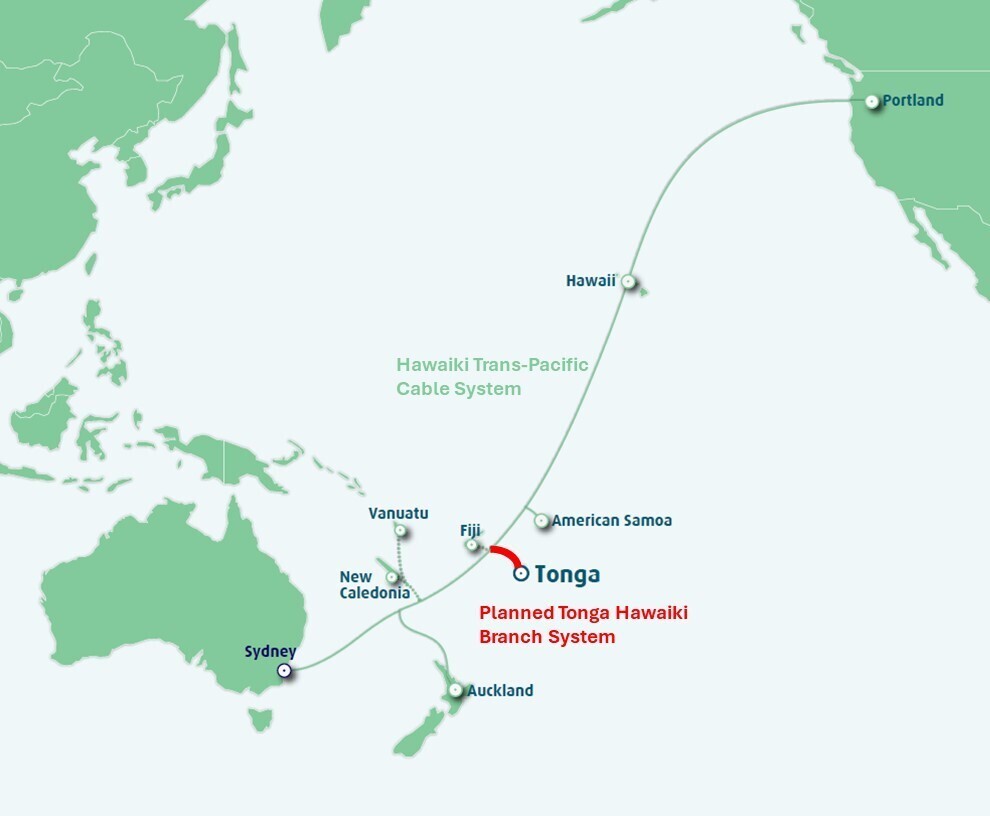 Portland
Hawaii
Hawaiki Trans-Pacific
Cable System
Vanuatu
Fiji
American Samoa
New
Caledonia
Tonga
Planned Tonga Hawaiki
Branch System
Sydney
Auckland